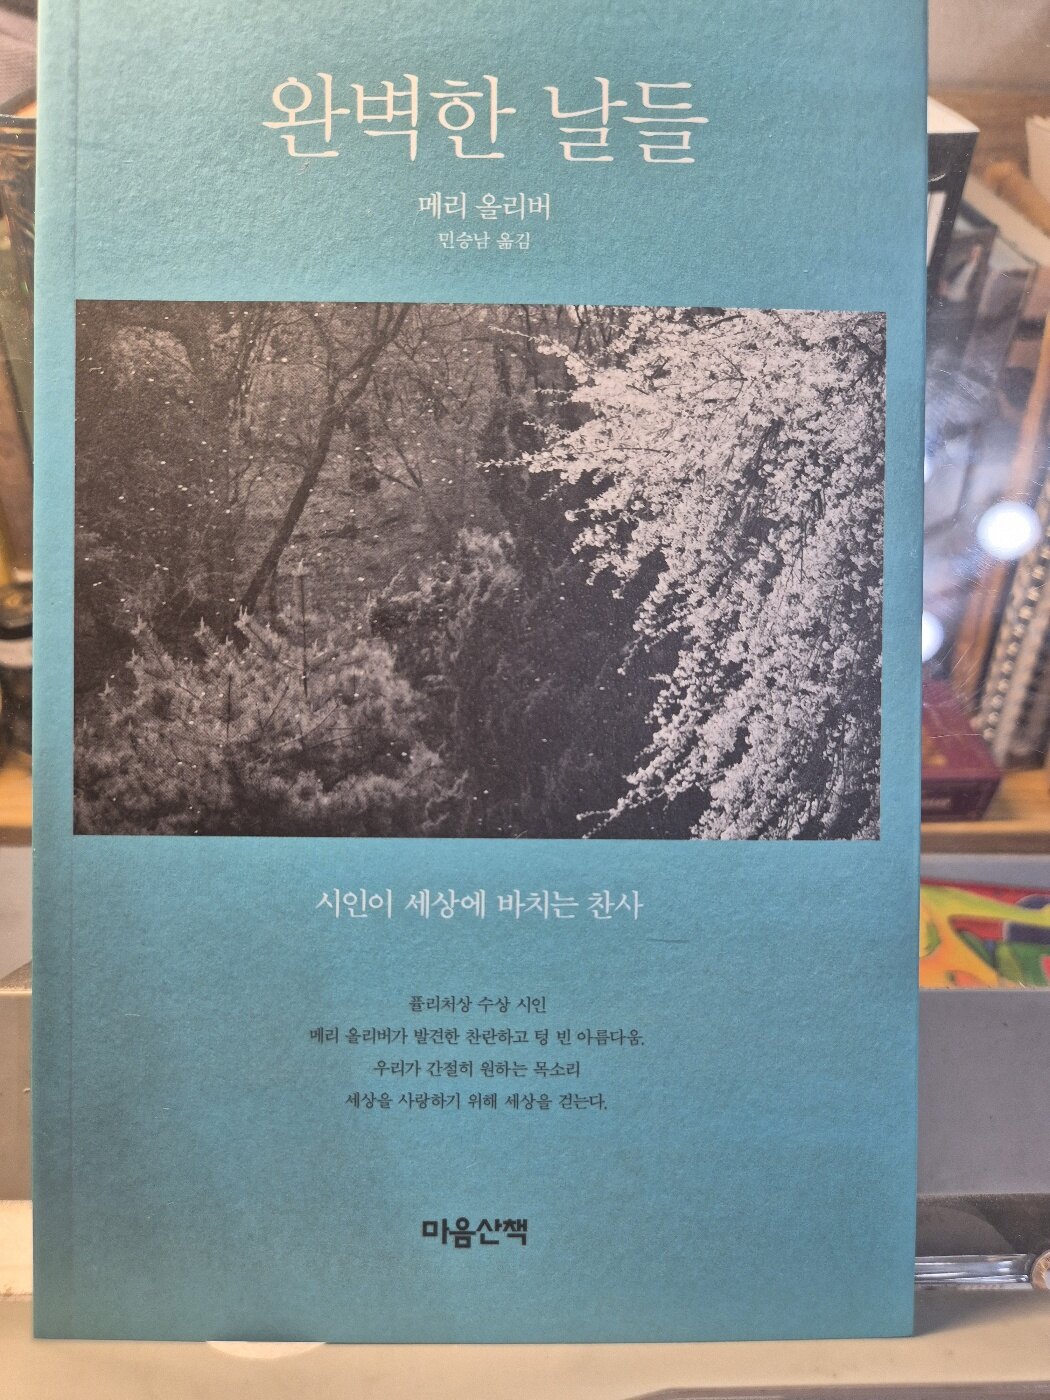 완벽한 날들
메리 올리버
민승남 옮김
시인이 세상에 바치는 찬사
퓰리처상 수상 시인
메리 올리버가 발견한 찬란하고 텅 빈 아름다움.
우리가 간절히 원하는 목소리
세상을 사랑하기 위해 세상을 걷는다.
마음산책